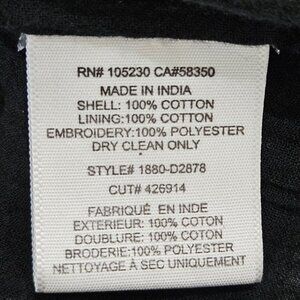 RN# 105230 CA#58350
MADE IN INDIA
SHELL: 100% COTTON
LINING: 100% COTTON
EMBROIDERY:100% POLYESTER
DRY CLEAN ONLY
STYLE# 1880-D2878
CUT# 426914
FABRIQUÉ EN INDE
EXTERIEUR: 100% COTON
DOUBLURE: 100% COTON
BRODERIE:100% POLYESTER
NETTOYAGE À SEC UNIQUEMENT